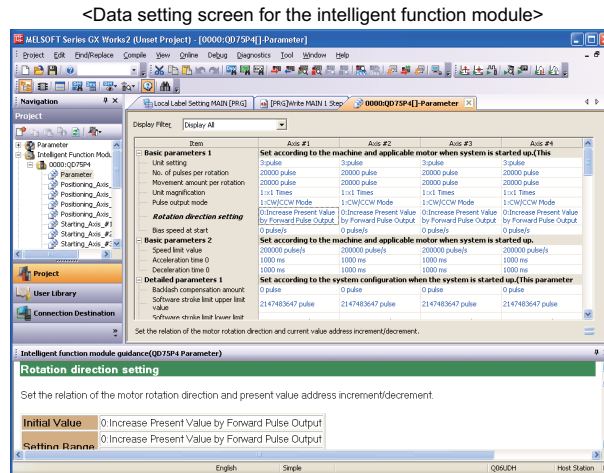 <Data setting screen for the intelligent function module>
MELSOFT Series GX Works2 (Unset Project) - [0000:QD75P4[]-Parameter]
Project Edit Find/Replace Compile View Online Debug Diagnostics Tool Window Help
Navigation
Local Label Setting MAIN [PRG] [PRG]Write MAIN 1 Step 0000:QD75P4[]-Parameter
Project
Display Filter Display All
Parameter
Intelligent Function Modu
0000:QD75P4
Parameter
Positioning_Axis_
Positioning_Axis_
Positioning_Axis_
Positioning_Axis_
Starting_Axis_#1
Starting_Axis_#2
Starting_Axis_#3
Project
User Library
Connection Destination
Item Axis #1 Axis #2 Axis #3 Axis #4
Basic parameters 1 Set according to the machine and applicable motor when system is started up.(This
Unit setting 3:pulse 3:pulse 3:pulse 3:pulse
No. of pulses per rotation 20000 pulse 20000 pulse 20000 pulse 20000 pulse
Movement amount per rotation 20000 pulse 20000 pulse 20000 pulse 20000 pulse
Unit magnification 1:x1 Times 1:x1 Times 1:x1 Times 1:x1 Times
Pulse output mode 1:CW/CCW Mode 1:CW/CCW Mode 1:CW/CCW Mode 1:CW/CCW Mode
Rotation direction setting 0:Increase Present Value by Forward Pulse Output 0:Increase Present Value by Forward Pulse Output 0:Increase Present Value by Forward Pulse Output 0:Increase Present Value by Forward Pulse Output
Bias speed at start 0 pulse/s 0 pulse/s 0 pulse/s 0 pulse/s
Basic parameters 2 Set according to the machine and applicable motor when system is started up.
Speed limit value 200000 pulse/s 200000 pulse/s 200000 pulse/s 200000 pulse/s
Acceleration time 0 1000 ms 1000 ms 1000 ms 1000 ms
Deceleration time 0 1000 ms 1000 ms 1000 ms 1000 ms
Detailed parameters 1 Set according to the system configuration when the system is started up.(This parameter
Backlash compensation amount 0 pulse 0 pulse 0 pulse 0 pulse
Software stroke limit upper limit value 2147483647 pulse 2147483647 pulse 2147483647 pulse 2147483647 pulse
Software stroke limit lower limit
Set the relation of the motor rotation direction and current value address increment/decrement.
Intelligent function module guidance(QD75P4 Parameter)
Rotation direction setting
Set the relation of the motor rotation direction and present value address increment/decrement.
Initial Value 0:Increase Present Value by Forward Pulse Output
Setting Range 0:Increase Present Value by Forward Pulse Output
English Simple Q06UDH Host Station